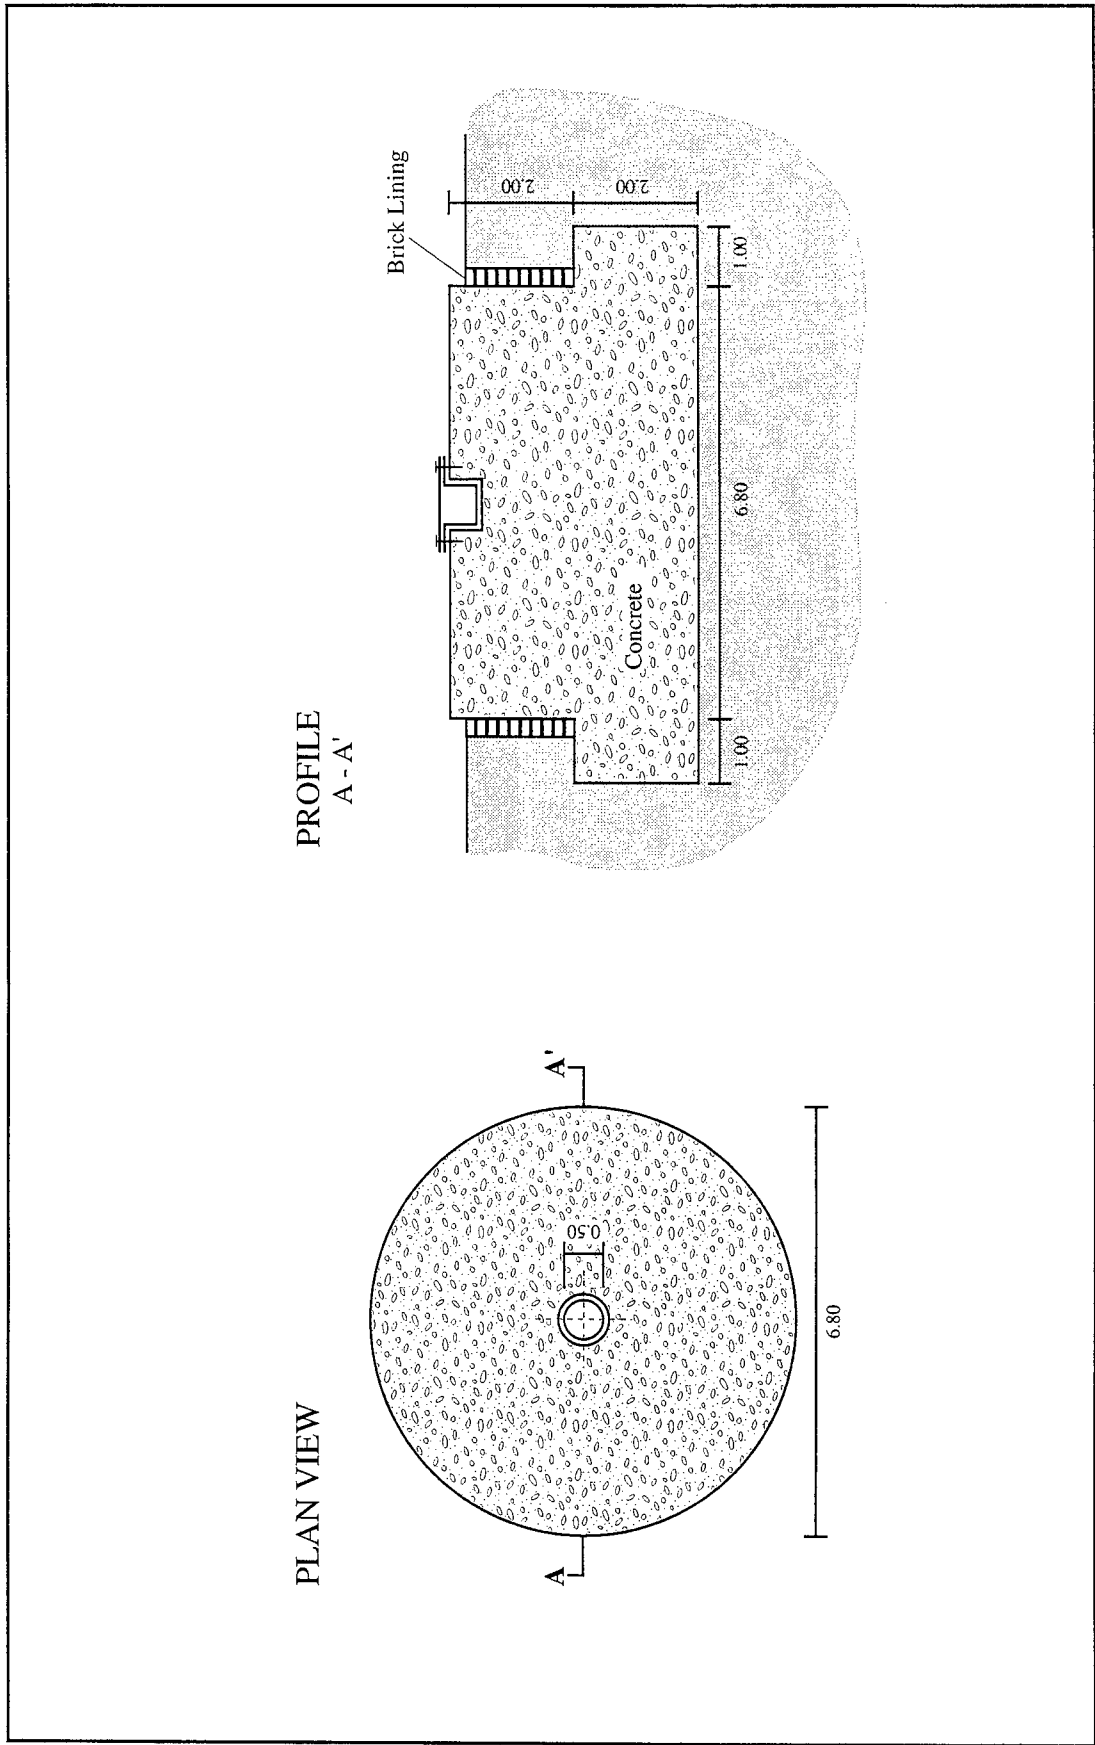 PLAN VIEW
A
A'
0.50
6.80
PROFILE
A - A'
Brick Lining
2.00
2.00
Concrete
1.00
6.80
1.00